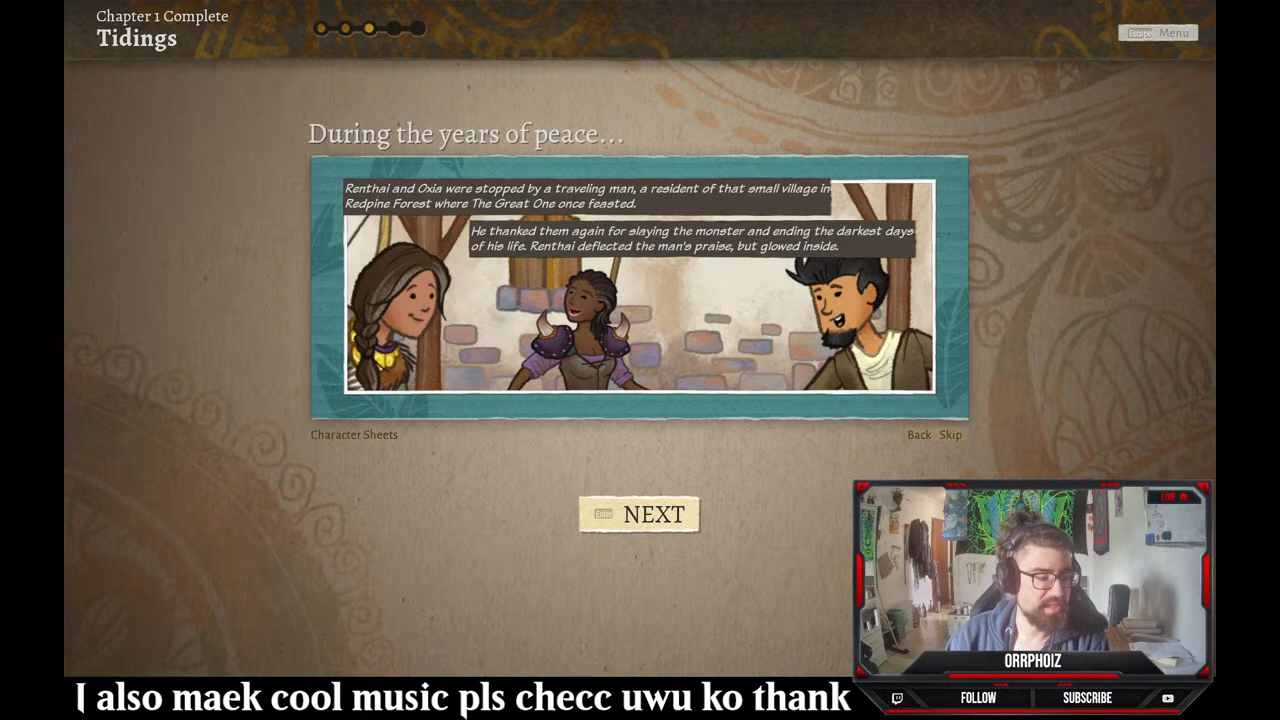 Chapter 1 Complete
Tidings
Escape Menu
During the years of peace...
Renthai and Oxia were stopped by a traveling man, a resident of that small village in
Redpine Forest where The Great One once feasted.
He thanked them again for slaying the monster and ending the darkest days
of his life. Renthai deflected the man's praise, but glowed inside.
Character Sheets
Back Skip
Enter NEXT
LIVE
ORRPHOIZ
I also maek cool music pls checc uwu ko thank
FOLLOW
SUBSCRIBE